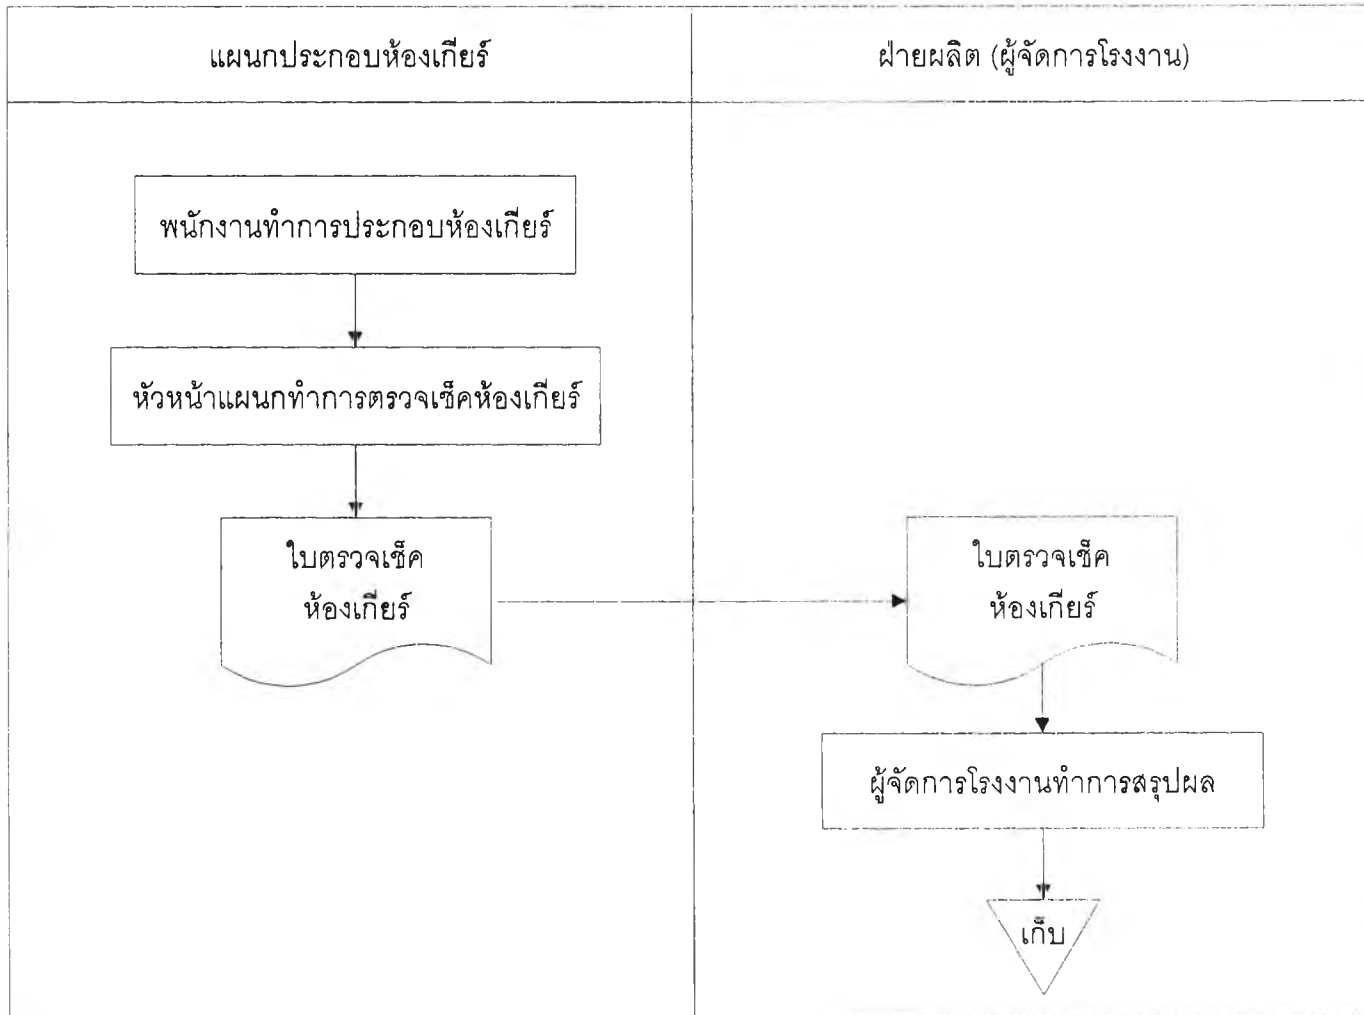 แผนกประกอบห้องเกียร์
ฝ่ายผลิต (ผู้จัดการโรงงาน)
พนักงานทำการประกอบห้องเกียร์
หัวหน้าแผนกทำการตรวจเช็คห้องเกียร์
ใบตรวจเช็ค
ห้องเกียร์
ใบตรวจเช็ค
ห้องเกียร์
ผู้จัดการโรงงานทำการสรุปผล
เก็บ